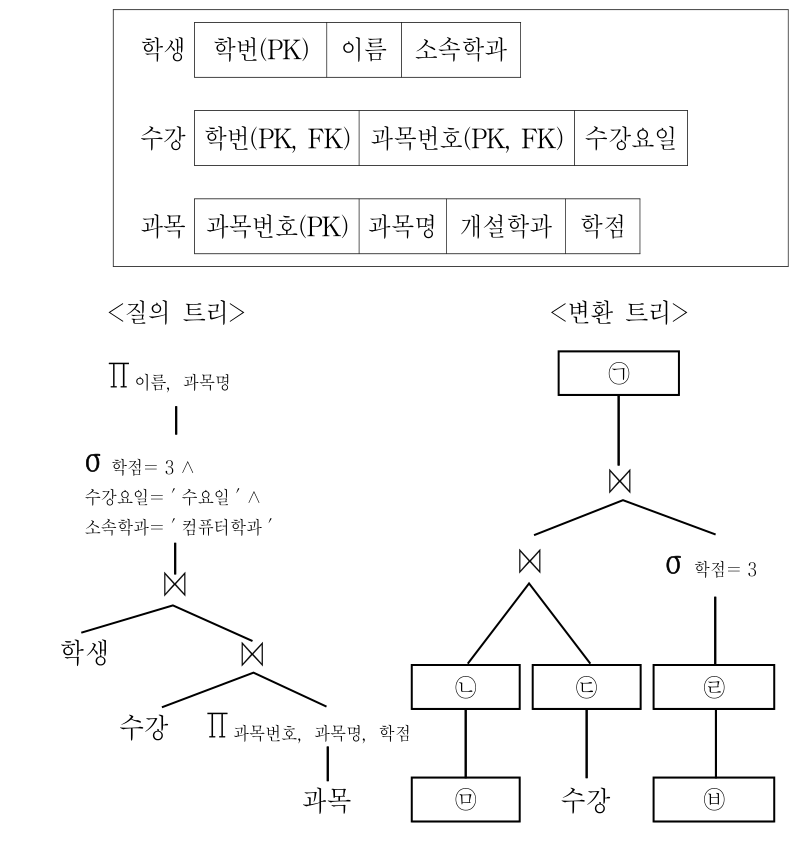 학생 학번(PK) 이름 소속학과
수강 학번(PK, FK) 과목번호(PK, FK) 수강요일
과목 과목번호(PK) 과목명 개설학과 학점
<질의 트리>
∏ 이름, 과목명
σ 학점= 3 ∧
수강요일= ′ 수요일 ′ ∧
소속학과= ′ 컴퓨터학과 ′
⋈
학생
⋈
수강
∏ 과목번호, 과목명, 학점
과목
<변환 트리>
㉠
⋈
⋈
σ 학점= 3
㉡ ㉢ ㉣
㉤ 수강 ㉥